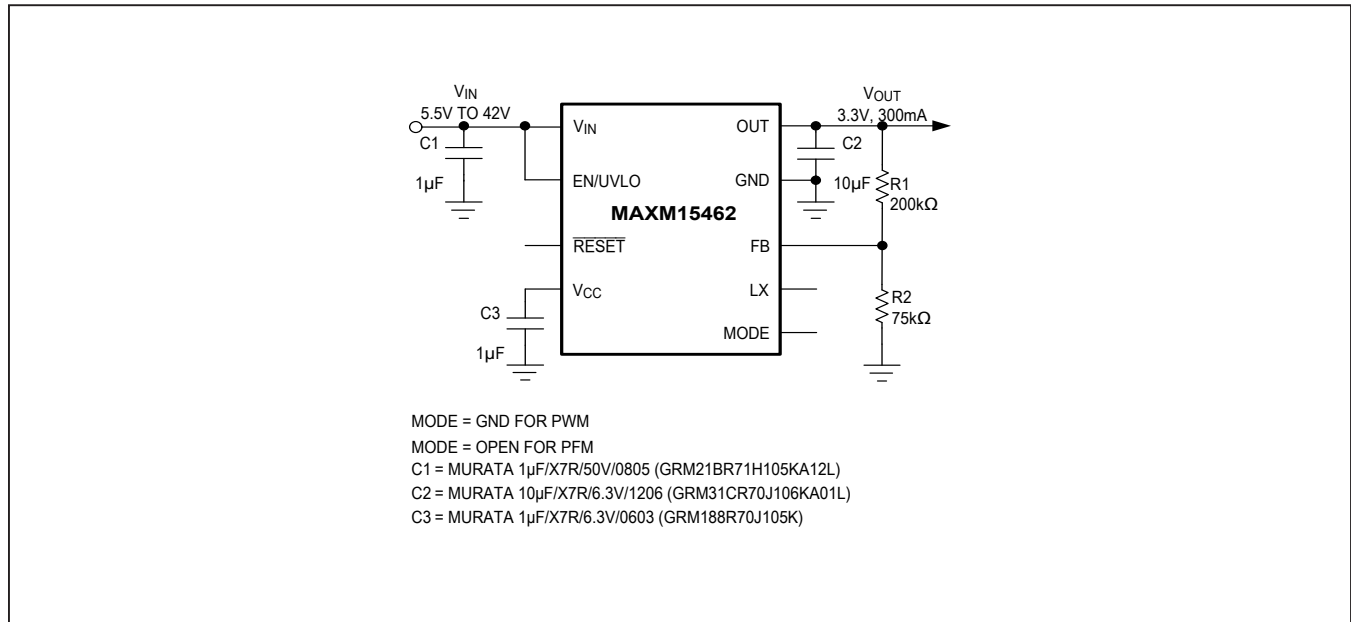 VIN
5.5V TO 42V
C1
1µF
VIN
EN/UVLO
RESET
VCC
C3
1µF
MAXM15462
OUT
GND
FB
LX
MODE
VOUT
3.3V, 300mA
C2
10µF
R1
200kΩ
R2
75kΩ
MODE = GND FOR PWM
MODE = OPEN FOR PFM
C1 = MURATA 1µF/X7R/50V/0805 (GRM21BR71H105KA12L)
C2 = MURATA 10µF/X7R/6.3V/1206 (GRM31CR70J106KA01L)
C3 = MURATA 1µF/X7R/6.3V/0603 (GRM188R70J105K)